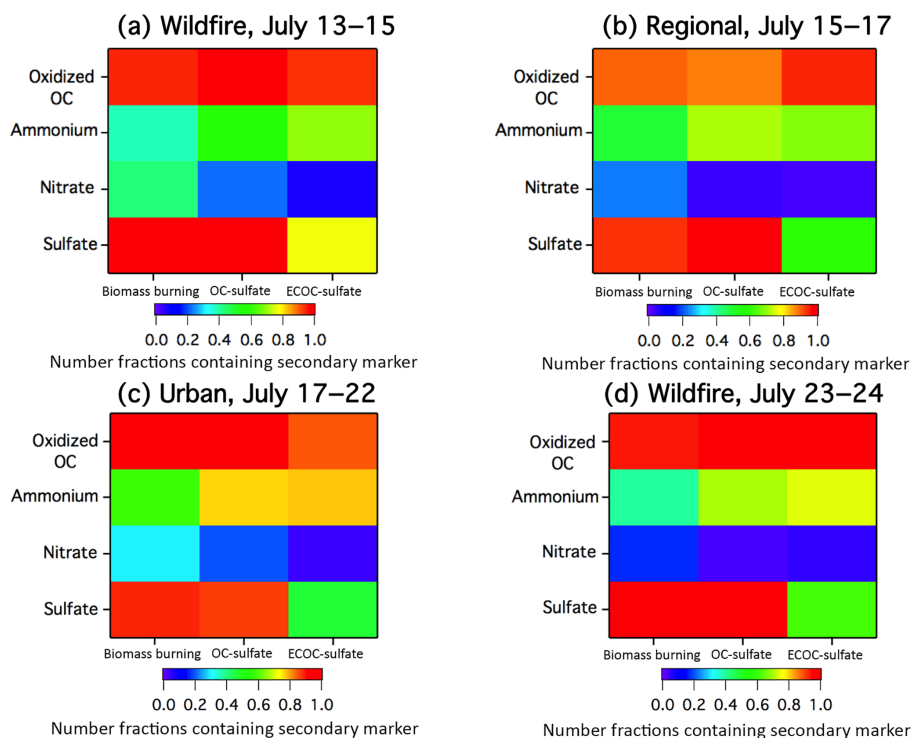 (a) Wildfire, July 13–15
Oxidized
OC
Ammonium
Nitrate
Sulfate
Biomass burning OC-sulfate ECOC-sulfate
0.0 0.2 0.4 0.6 0.8 1.0
Number fractions containing secondary marker
(b) Regional, July 15–17
Oxidized
OC
Ammonium
Nitrate
Sulfate
Biomass burning OC-sulfate ECOC-sulfate
0.0 0.2 0.4 0.6 0.8 1.0
Number fractions containing secondary marker
(c) Urban, July 17–22
Oxidized
OC
Ammonium
Nitrate
Sulfate
Biomass burning OC-sulfate ECOC-sulfate
0.0 0.2 0.4 0.6 0.8 1.0
Number fractions containing secondary marker
(d) Wildfire, July 23–24
Oxidized
OC
Ammonium
Nitrate
Sulfate
Biomass burning OC-sulfate ECOC-sulfate
0.0 0.2 0.4 0.6 0.8 1.0
Number fractions containing secondary marker